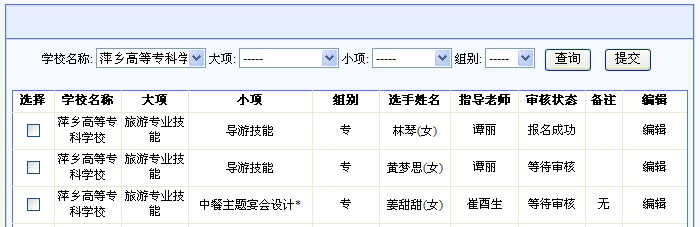 学校名称: 萍乡高等专科学 大项: ----- 小项: ----- 组别: ----- 查询 提交
选择 学校名称 大项 小项 组别 选手姓名 指导老师 审核状态 备注 编辑
萍乡高等专科学校 旅游专业技能 导游技能 专 林琴(女) 谭丽 报名成功 编辑
萍乡高等专科学校 旅游专业技能 导游技能 专 黄梦思(女) 谭丽 等待审核 编辑
萍乡高等专科学校 旅游专业技能 中餐主题宴会设计* 专 姜甜甜(女) 崔酉生 等待审核 无 编辑